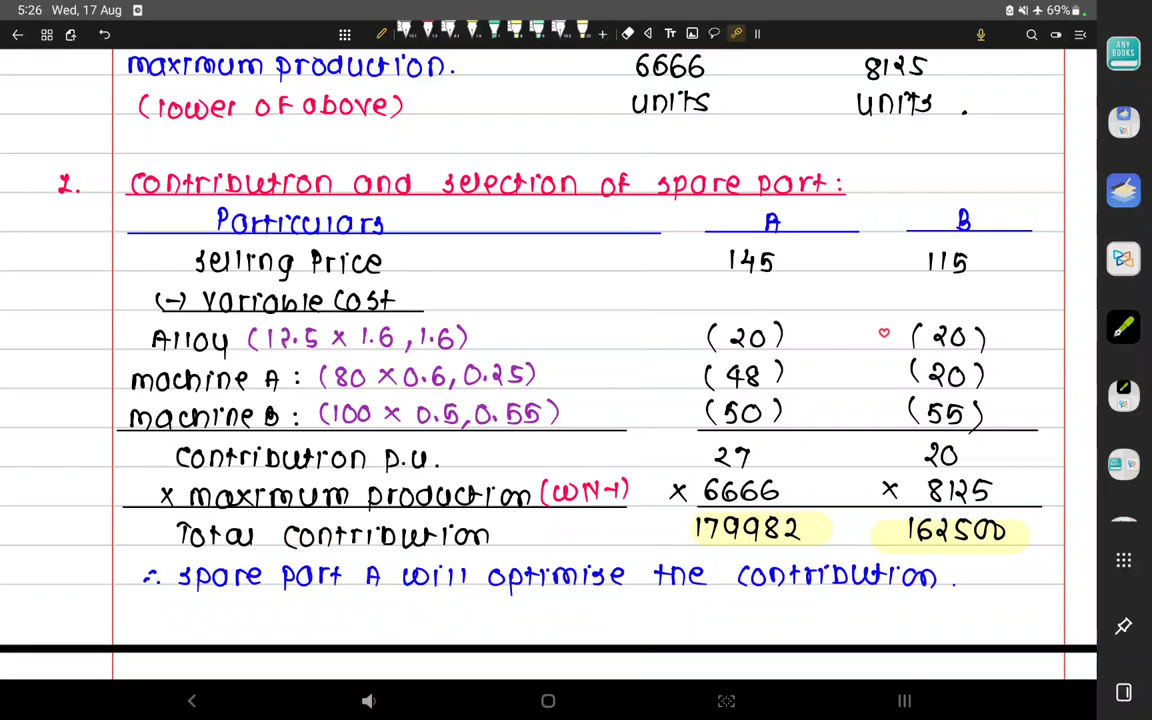 5:26 Wed, 17 Aug
69%
maximum production. 6666 8125
(lower of above) units units .
2. Contribution and selection of spare part:
Particulars A B
Selling Price 145 115
(-) Variable Cost
Alloy (12.5 × 1.6, 1.6) (20) (20)
machine A: (80 × 0.6, 0.25) (48) (20)
machine B: (100 × 0.5, 0.55) (50) (55)
Contribution p.u. 27 20
× maximum production (WN-1) × 6666 × 8125
Total Contribution 179982 162500
∴ spare part A will optimise the contribution.
ANY BOOKS